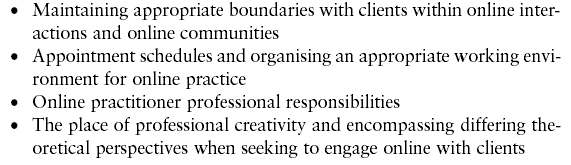 • Maintaining appropriate boundaries with clients within online inter-
actions and online communities
• Appointment schedules and organising an appropriate working envi-
ronment for online practice
• Online practitioner professional responsibilities
• The place of professional creativity and encompassing differing the-
oretical perspectives when seeking to engage online with clients